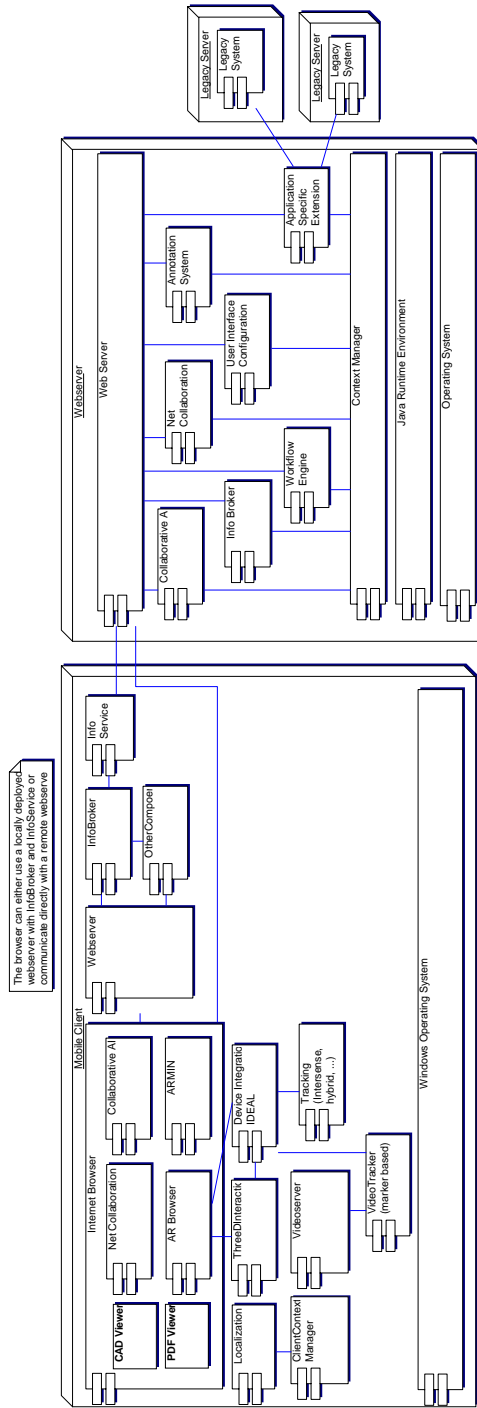 The browser can either use a locally deployed
webserver with InfoBroker and InfoService or
communicate directly with a remote webserve
Mobile Client
Internet Browser
CAD Viewer
Net Collaboration
Collaborative AI
PDF Viewer
AR Browser
ARMIN
Webserver
InfoBroker
Info
Service
OtherCompoer
Localization
ThreeDInteractic
Device Integratic
IDEAL
ClientContext
Manager
Videoserver
Tracking
(Intersense,
hybrid, ...)
VideoTracker
(marker based)
Windows Operating System
Webserver
Web Server
Collaborative A
Net
Collaboration
Annotation
System
Info Broker
User Interface
Configuration
Workflow
Engine
Application
Specific
Extension
Context Manager
Java Runtime Environment
Operating System
Legacy Server
Legacy
System
Legacy Server
Legacy
System